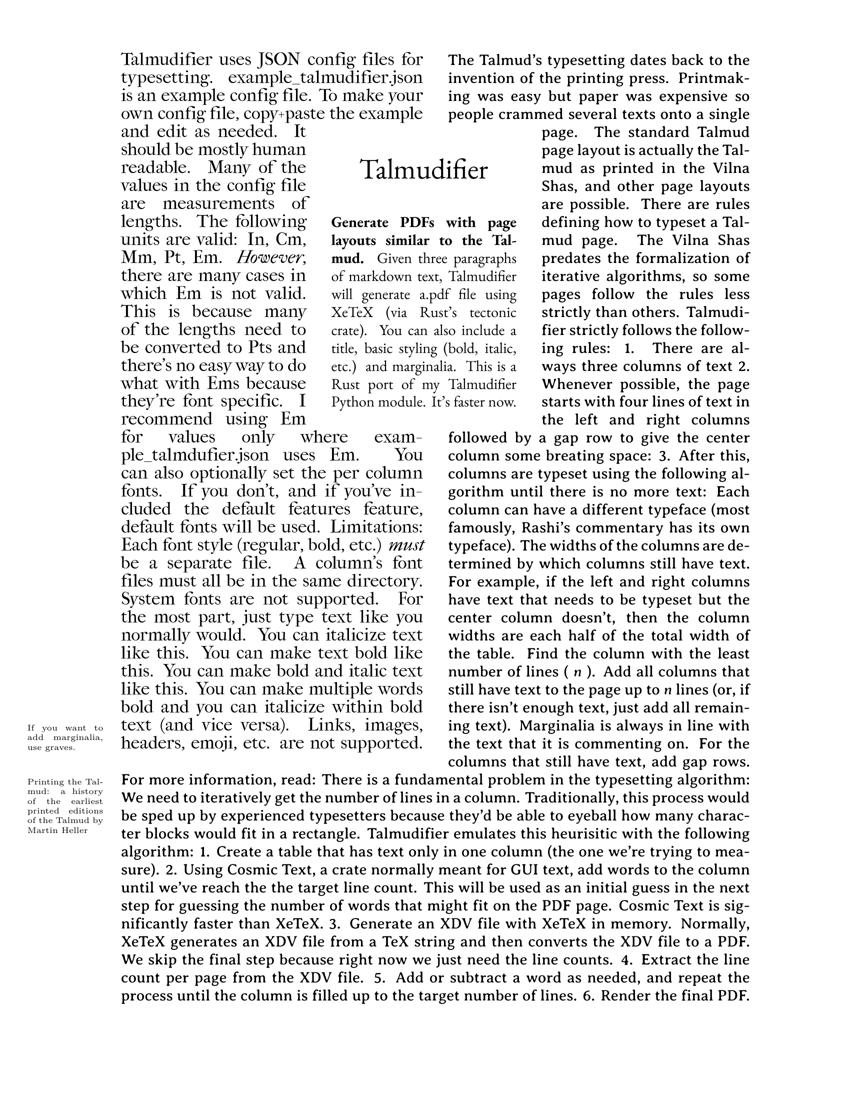 Talmudifier uses JSON config files for
typesetting. example_talmudifier.json
is an example config file. To make your
own config file, copy+paste the example
and edit as needed. It
should be mostly human
readable. Many of the
values in the config file
are measurements of
lengths. The following
units are valid: In, Cm,
Mm, Pt, Em. However,
there are many cases in
which Em is not valid.
This is because many
of the lengths need to
be converted to Pts and
there's no easy way to do
what with Ems because
they're font specific. I
recommend using Em
for values only where exam-
ple_talmdufier.json uses Em. You
can also optionally set the per column
fonts. If you don't, and if you've in-
cluded the default features feature,
default fonts will be used. Limitations:
Each font style (regular, bold, etc.) must
be a separate file. A column's font
files must all be in the same directory.
System fonts are not supported. For
the most part, just type text like you
normally would. You can italicize text
like this. You can make text bold like
this. You can make bold and italic text
like this. You can make multiple words
bold and you can italicize within bold
text (and vice versa). Links, images,
headers, emoji, etc. are not supported.
Talmudifier
Generate PDFs with page
layouts similar to the Tal-
mud. Given three paragraphs
of markdown text, Talmudifier
will generate a.pdf file using
XeTeX (via Rust's tectonic
crate). You can also include a
title, basic styling (bold, italic,
etc.) and marginalia. This is a
Rust port of my Talmudifier
Python module. It's faster now.
The Talmud's typesetting dates back to the
invention of the printing press. Printmak-
ing was easy but paper was expensive so
people crammed several texts onto a single
page. The standard Talmud
page layout is actually the Tal-
mud as printed in the Vilna
Shas, and other page layouts
are possible. There are rules
defining how to typeset a Tal-
mud page. The Vilna Shas
predates the formalization of
iterative algorithms, so some
pages follow the rules less
strictly than others. Talmudi-
fier strictly follows the follow-
ing rules: 1. There are al-
ways three columns of text 2.
Whenever possible, the page
starts with four lines of text in
the left and right columns
followed by a gap row to give the center
column some breating space: 3. After this,
columns are typeset using the following al-
gorithm until there is no more text: Each
column can have a different typeface (most
famously, Rashi's commentary has its own
typeface). The widths of the columns are de-
termined by which columns still have text.
For example, if the left and right columns
have text that needs to be typeset but the
center column doesn't, then the column
widths are each half of the total width of
the table. Find the column with the least
number of lines ( n ). Add all columns that
still have text to the page up to n lines (or, if
there isn't enough text, just add all remain-
ing text). Marginalia is always in line with
the text that it is commenting on. For the
columns that still have text, add gap rows.
If you want to
add marginalia,
use graves.
Printing the Tal-
mud: a history
of the earliest
printed editions
of the Talmud by
Martin Heller
For more information, read: There is a fundamental problem in the typesetting algorithm:
We need to iteratively get the number of lines in a column. Traditionally, this process would
be sped up by experienced typesetters because they'd be able to eyeball how many charac-
ter blocks would fit in a rectangle. Talmudifier emulates this heurisitic with the following
algorithm: 1. Create a table that has text only in one column (the one we're trying to mea-
sure). 2. Using Cosmic Text, a crate normally meant for GUI text, add words to the column
until we've reach the the target line count. This will be used as an initial guess in the next
step for guessing the number of words that might fit on the PDF page. Cosmic Text is sig-
nificantly faster than XeTeX. 3. Generate an XDV file with XeTeX in memory. Normally,
XeTeX generates an XDV file from a TeX string and then converts the XDV file to a PDF.
We skip the final step because right now we just need the line counts. 4. Extract the line
count per page from the XDV file. 5. Add or subtract a word as needed, and repeat the
process until the column is filled up to the target number of lines. 6. Render the final PDF.